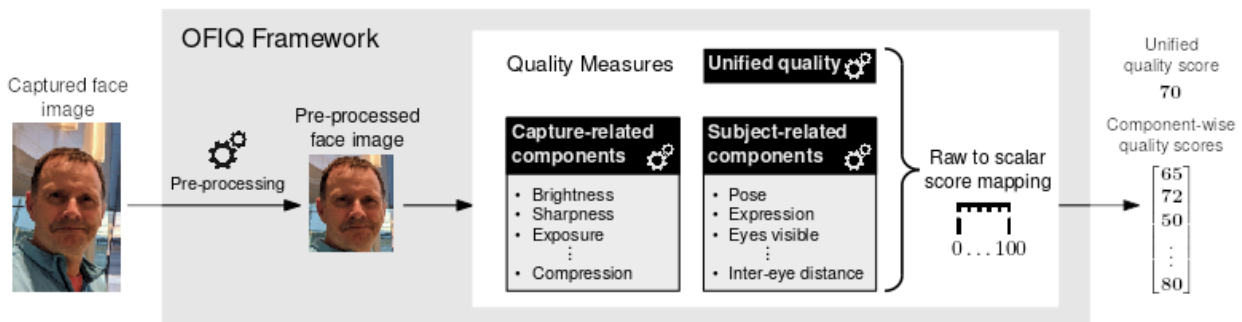 OFIQ Framework
Captured face
image
Pre-processing
Pre-processed
face image
Quality Measures
Unified quality
Capture-related
components
• Brightness
• Sharpness
• Exposure
⋮
• Compression
Subject-related
components
• Pose
• Expression
• Eyes visible
⋮
• Inter-eye distance
Raw to scalar
score mapping
0 . . . 100
Unified
quality score
70
Component-wise
quality scores
65
72
50
⋮
80